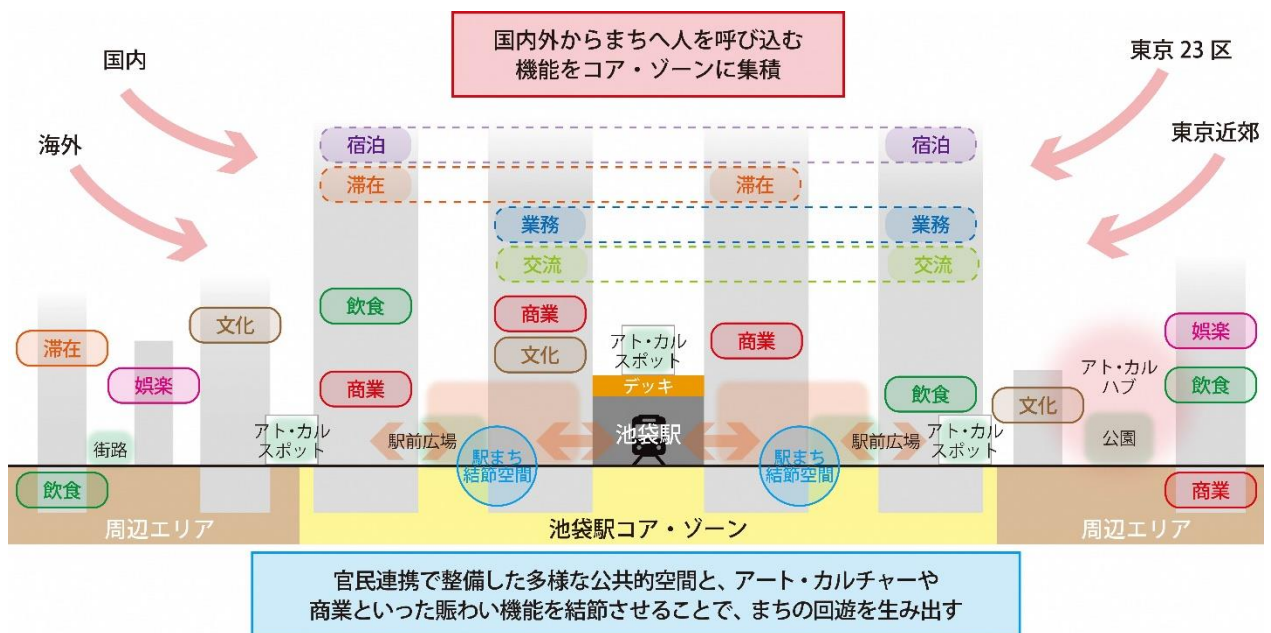 国内外からまちへ人を呼び込む
機能をコア・ゾーンに集積
国内
海外
東京 23 区
東京近郊
宿泊
宿泊
滞在
滞在
業務
業務
交流
交流
飲食
商業
文化
商業
文化
アト・カル
スポット
商業
娯楽
滞在
娯楽
商業
デッキ
飲食
文化
アト・カル
ハブ
飲食
街路
アト・カル
スポット
駅前広場
池袋駅
駅前広場
アト・カル
スポット
公園
駅まち
結節空間
駅まち
結節空間
飲食
商業
周辺エリア
池袋駅コア・ゾーン
周辺エリア
官民連携で整備した多様な公共的空間と、アート・カルチャーや
商業といった賑わい機能を結節させることで、まちの回遊を生み出す